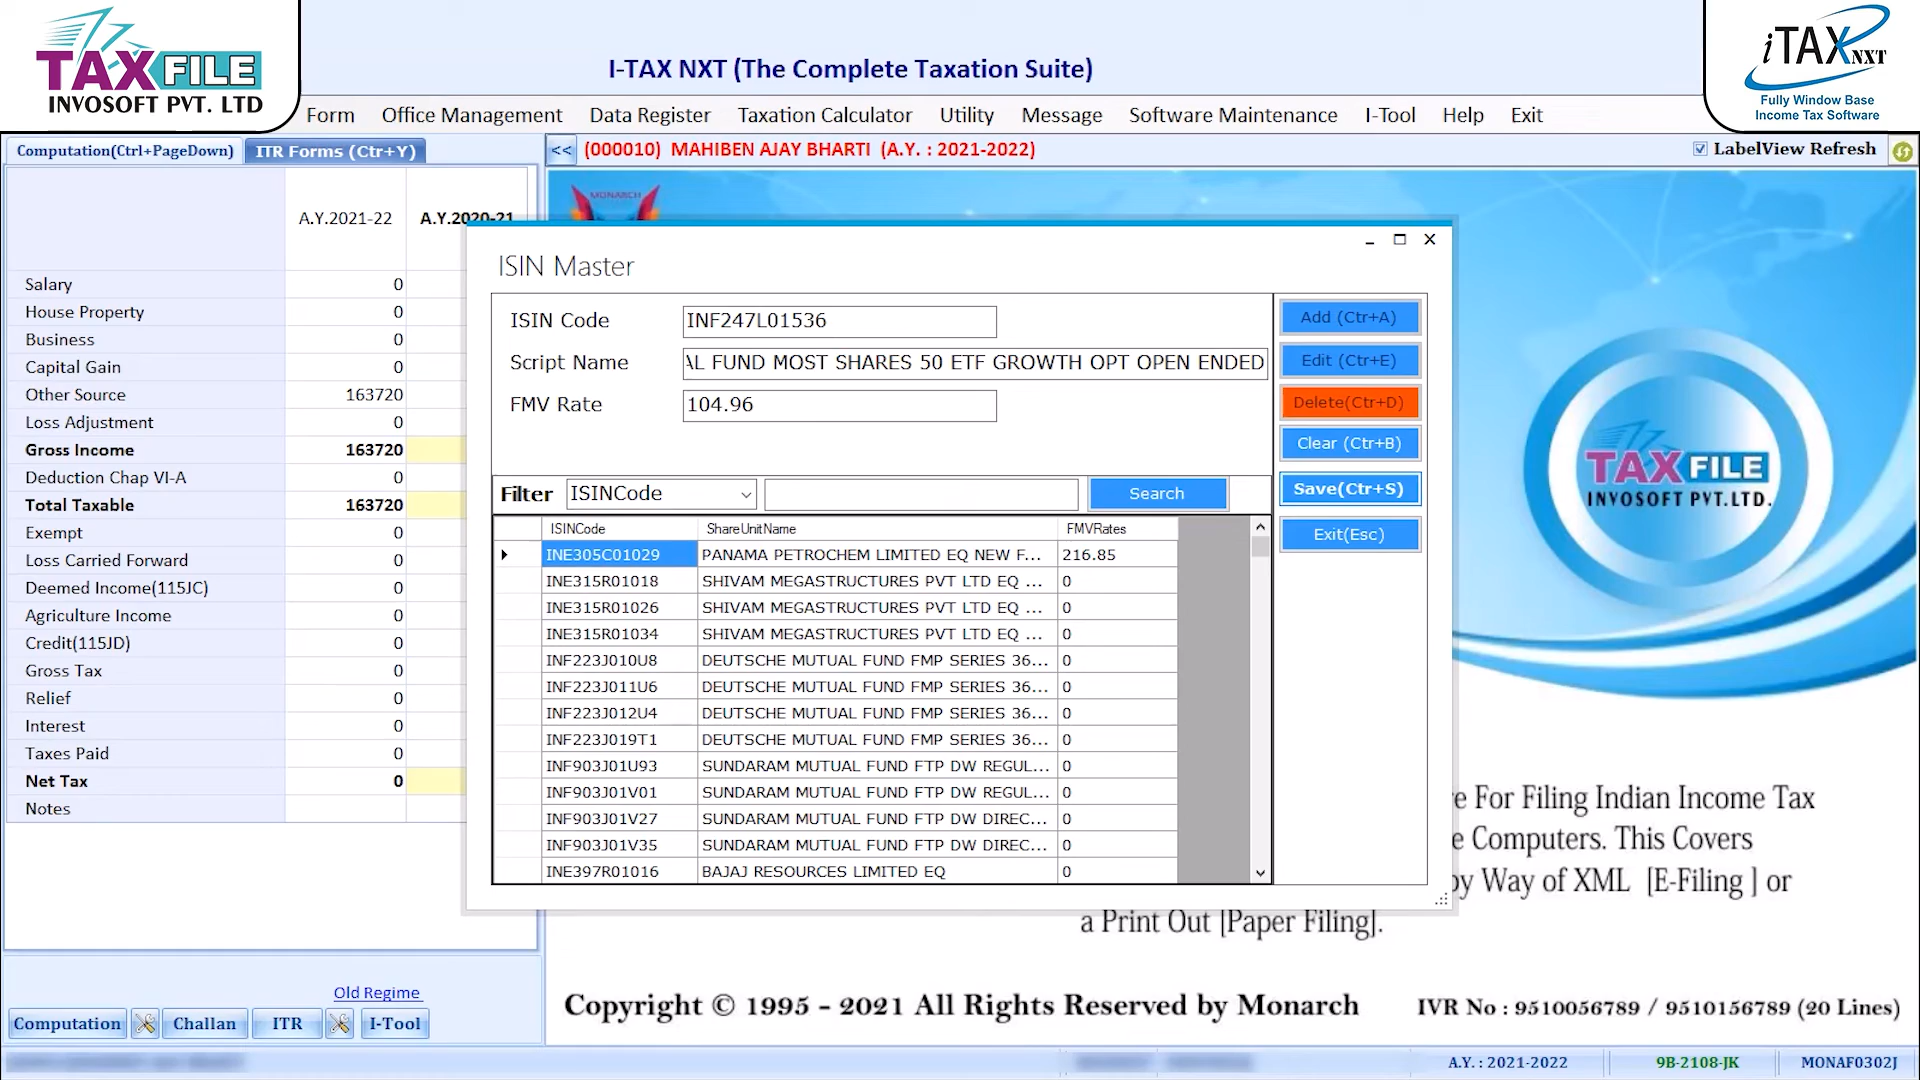 TAXFILE
INVOSOFT PVT. LTD
I-TAX NXT (The Complete Taxation Suite)
iTAX NXT
Fully Window Base
Income Tax Software
Form Office Management Data Register Taxation Calculator Utility Message Software Maintenance I-Tool Help Exit
Computation(Ctrl+PageDown) ITR Forms (Ctr+Y)
<< (000010) MAHIBEN AJAY BHARTI (A.Y. : 2021-2022)
LabelView Refresh
A.Y.2021-22 A.Y.2020-21
Salary 0
House Property 0
Business 0
Capital Gain 0
Other Source 163720
Loss Adjustment 0
Gross Income 163720
Deduction Chap VI-A 0
Total Taxable 163720
Exempt 0
Loss Carried Forward 0
Deemed Income(115JC) 0
Agriculture Income 0
Credit(115JD) 0
Gross Tax 0
Relief 0
Interest 0
Taxes Paid 0
Net Tax 0
Notes
Old Regime
Computation Challan ITR I-Tool
MONARCH
ISIN Master
ISIN Code INF247L01536
Script Name AL FUND MOST SHARES 50 ETF GROWTH OPT OPEN ENDED
FMV Rate 104.96
Add (Ctr+A)
Edit (Ctr+E)
Delete(Ctr+D)
Clear (Ctr+B)
Save(Ctr+S)
Exit(Esc)
Filter ISINCode Search
ISINCode ShareUnitName FMVRates
INE305C01029 PANAMA PETROCHEM LIMITED EQ NEW F... 216.85
INE315R01018 SHIVAM MEGASTRUCTURES PVT LTD EQ ... 0
INE315R01026 SHIVAM MEGASTRUCTURES PVT LTD EQ ... 0
INE315R01034 SHIVAM MEGASTRUCTURES PVT LTD EQ ... 0
INF223J010U8 DEUTSCHE MUTUAL FUND FMP SERIES 36... 0
INF223J011U6 DEUTSCHE MUTUAL FUND FMP SERIES 36... 0
INF223J012U4 DEUTSCHE MUTUAL FUND FMP SERIES 36... 0
INF223J019T1 DEUTSCHE MUTUAL FUND FMP SERIES 36... 0
INF903J01U93 SUNDARAM MUTUAL FUND FTP DW REGUL... 0
INF903J01V01 SUNDARAM MUTUAL FUND FTP DW REGUL... 0
INF903J01V27 SUNDARAM MUTUAL FUND FTP DW DIREC... 0
INF903J01V35 SUNDARAM MUTUAL FUND FTP DW DIREC... 0
INE397R01016 BAJAJ RESOURCES LIMITED EQ 0
TAXFILE
INVOSOFT PVT.LTD.
e For Filing Indian Income Tax
e Computers. This Covers
by Way of XML [E-Filing ] or
a Print Out [Paper Filing].
Copyright © 1995 - 2021 All Rights Reserved by Monarch
IVR No : 9510056789 / 9510156789 (20 Lines)
A.Y. : 2021-2022 9B-2108-JK MONAF0302J